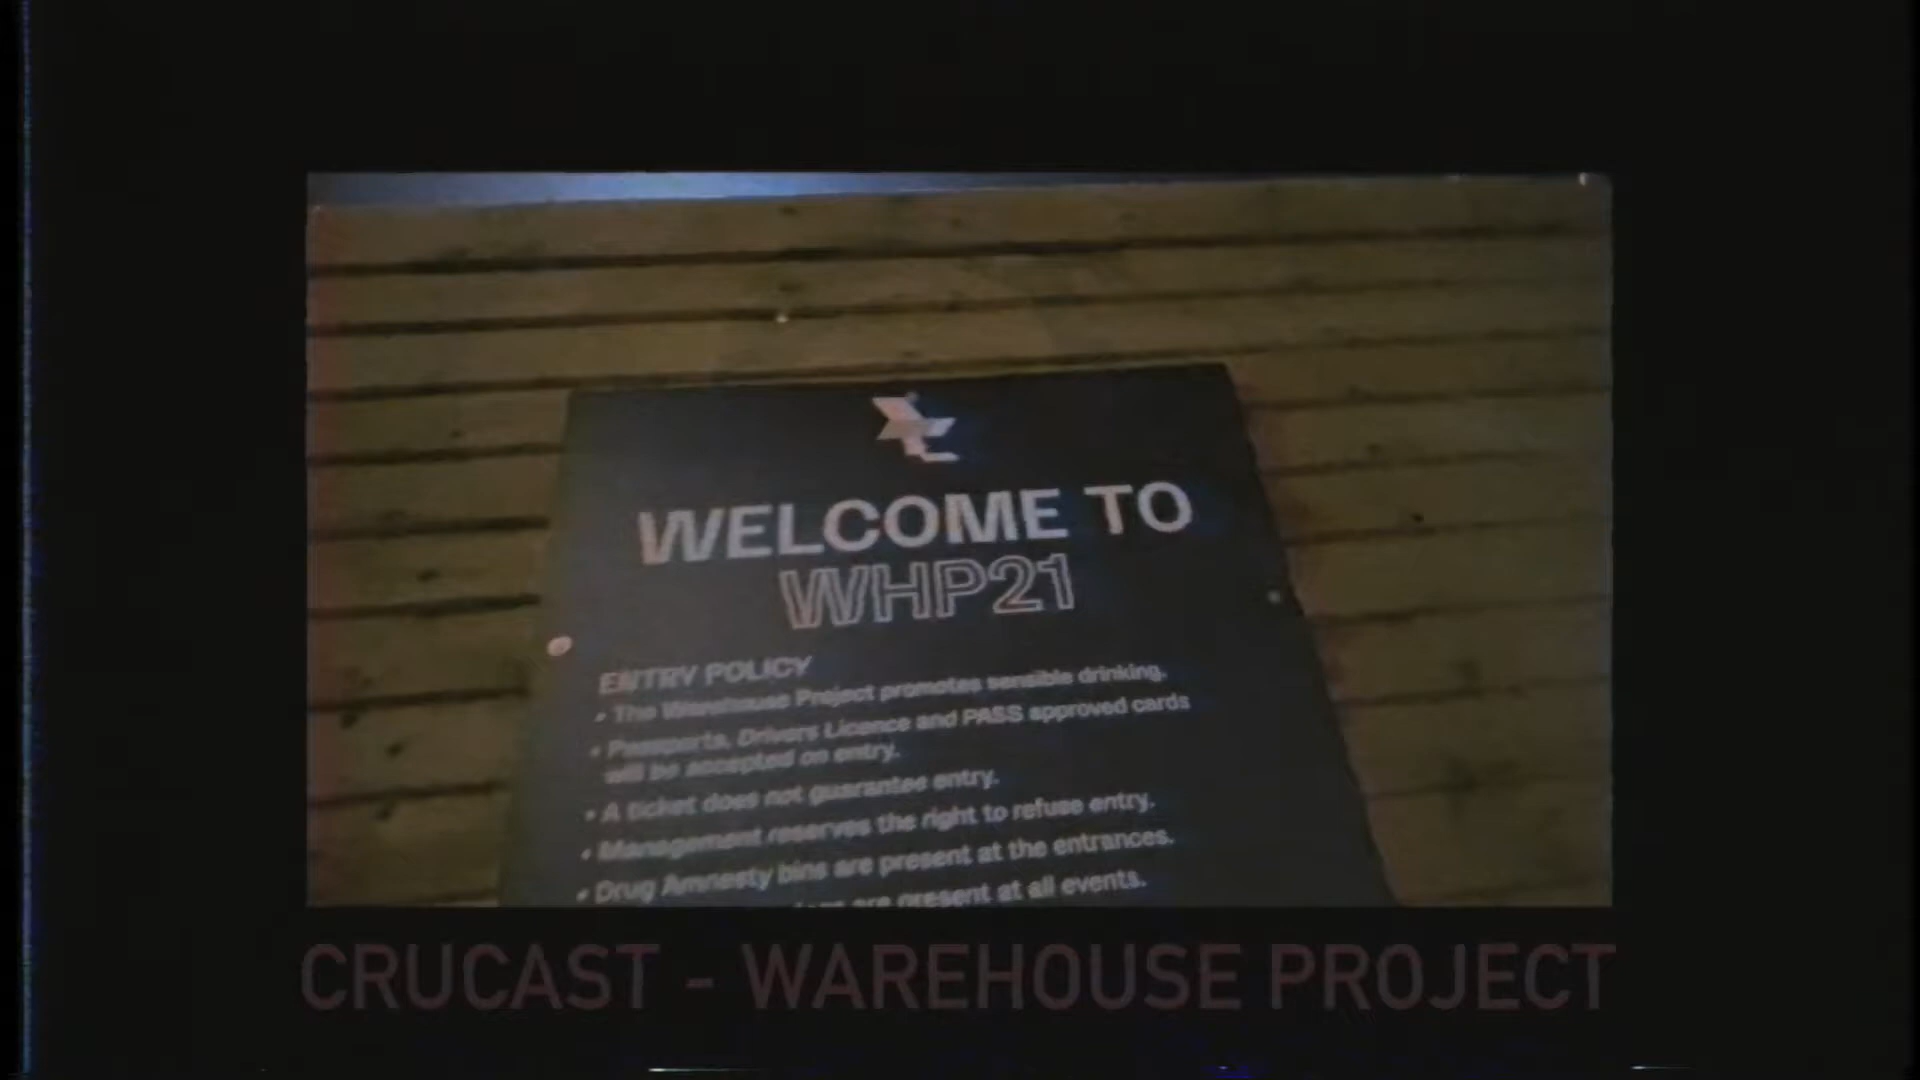 WELCOME TO
WHP21
ENTRY POLICY
• The Warehouse Project promotes sensible drinking.
• Passports, Drivers Licence and PASS approved cards
will be accepted on entry.
• A ticket does not guarantee entry.
• Management reserves the right to refuse entry.
• Drug Amnesty bins are present at the entrances.
are present at all events.
CRUCAST - WAREHOUSE PROJECT